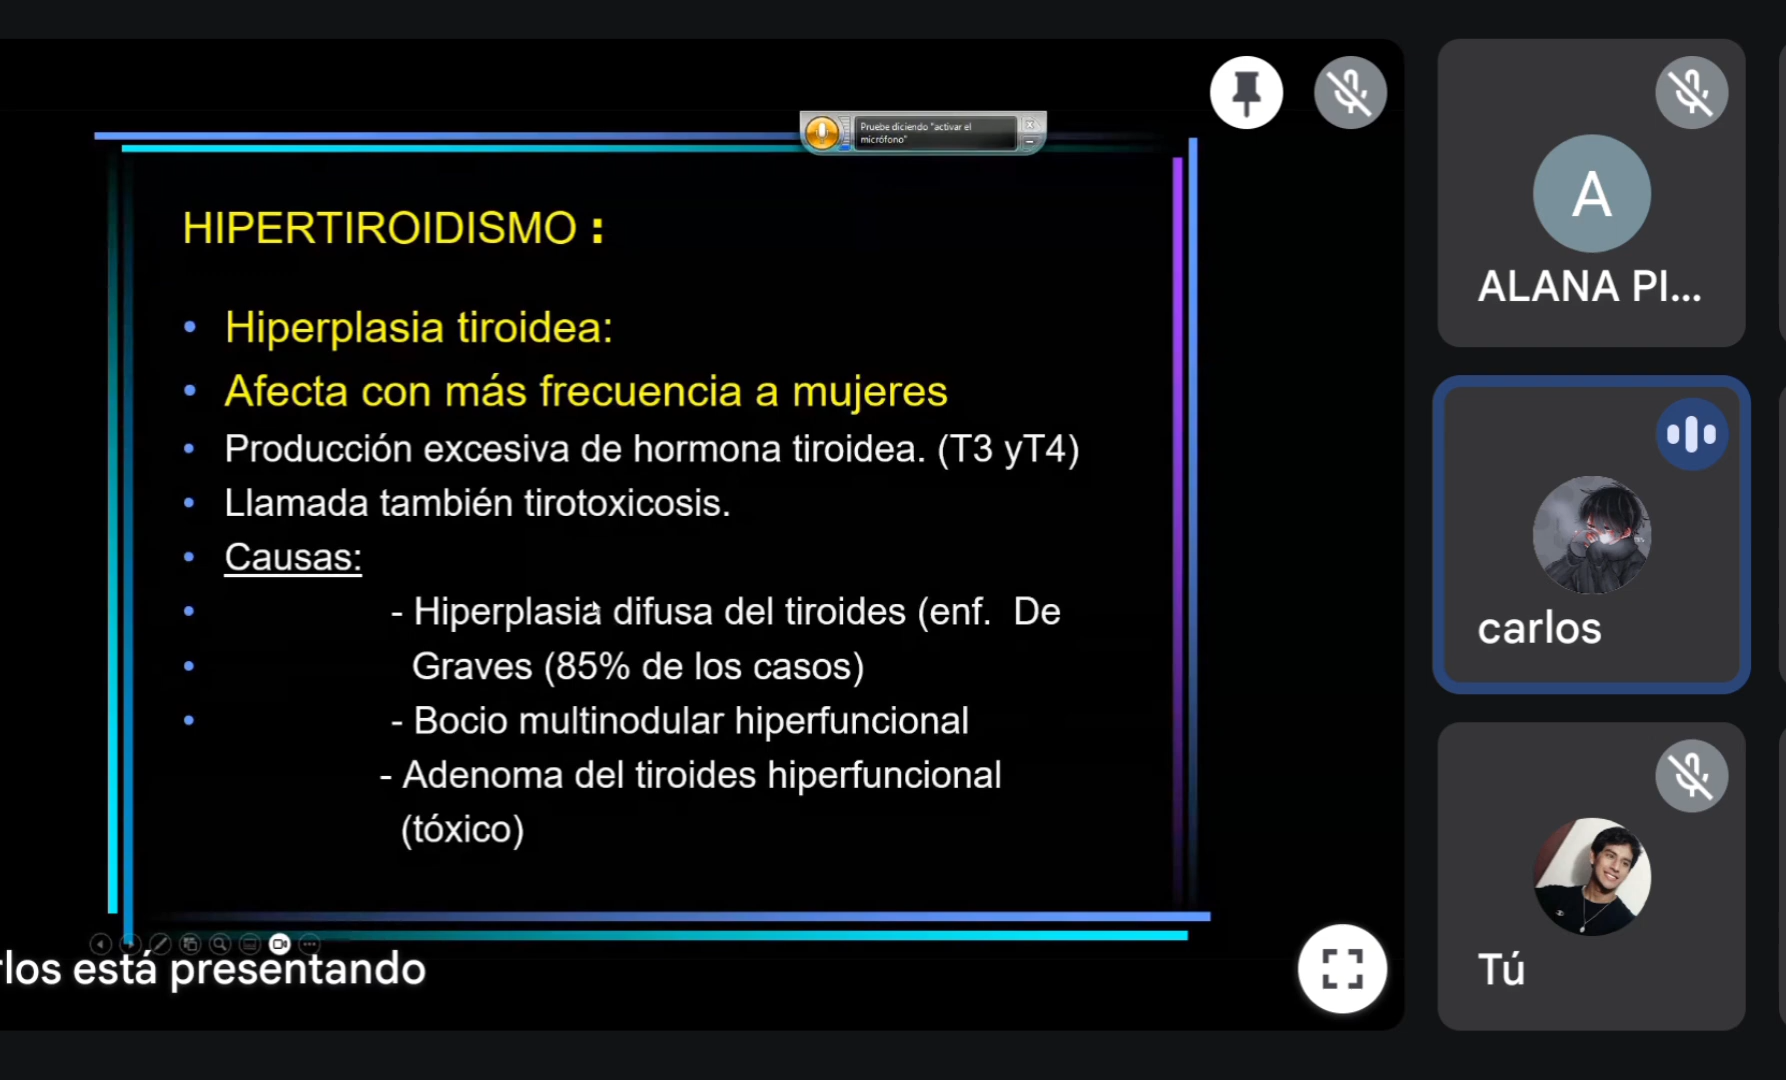 Pruebe diciendo "activar el
micrófono"
HIPERTIROIDISMO :
• Hiperplasia tiroidea:
• Afecta con más frecuencia a mujeres
• Producción excesiva de hormona tiroidea. (T3 yT4)
• Llamada también tirotoxicosis.
• Causas:
• - Hiperplasia difusa del tiroides (enf. De
• Graves (85% de los casos)
• - Bocio multinodular hiperfuncional
- Adenoma del tiroides hiperfuncional
(tóxico)
rlos está presentando
A
ALANA PI...
carlos
Tú